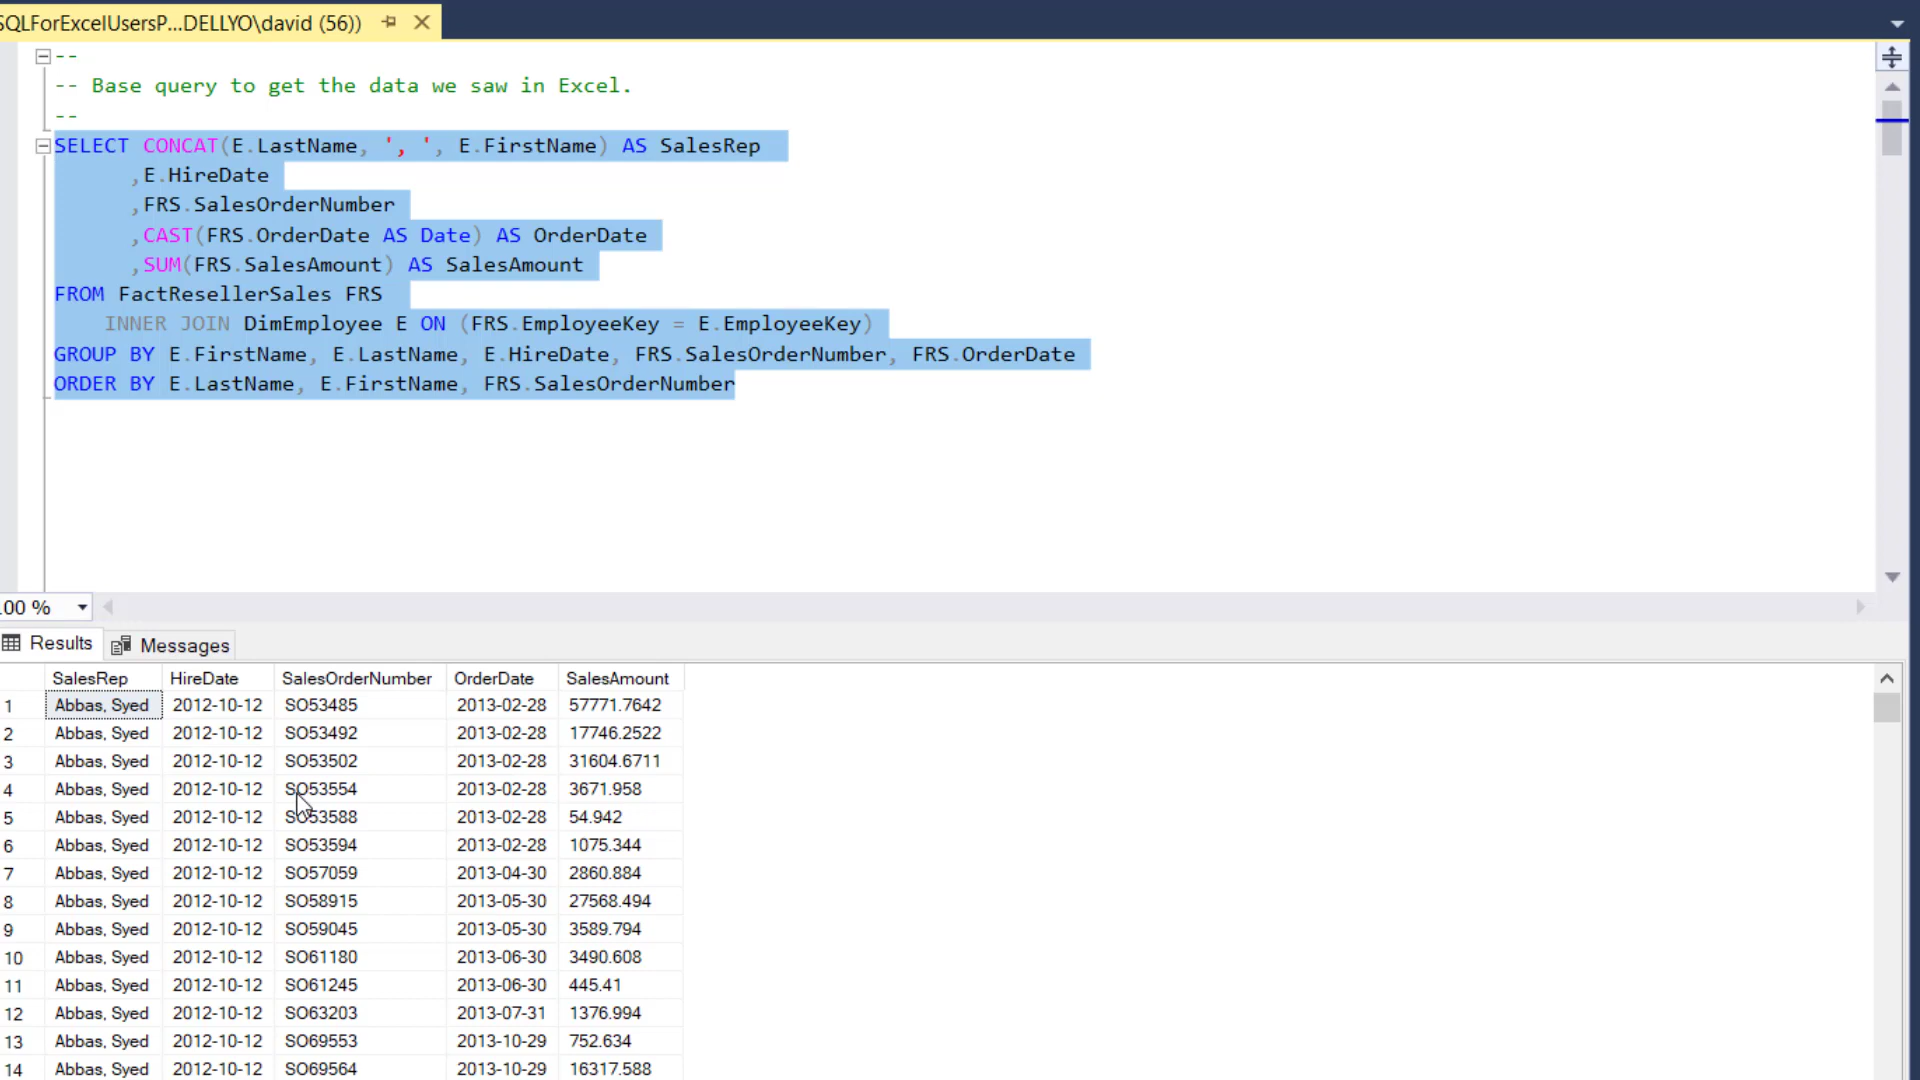 SQLForExcelUsersP...DELLYO\david (56))
--
-- Base query to get the data we saw in Excel.
--
SELECT CONCAT(E.LastName, ', ', E.FirstName) AS SalesRep
,E.HireDate
,FRS.SalesOrderNumber
,CAST(FRS.OrderDate AS Date) AS OrderDate
,SUM(FRS.SalesAmount) AS SalesAmount
FROM FactResellerSales FRS
INNER JOIN DimEmployee E ON (FRS.EmployeeKey = E.EmployeeKey)
GROUP BY E.FirstName, E.LastName, E.HireDate, FRS.SalesOrderNumber, FRS.OrderDate
ORDER BY E.LastName, E.FirstName, FRS.SalesOrderNumber
00 %
Results Messages
SalesRep HireDate SalesOrderNumber OrderDate SalesAmount
1 Abbas, Syed 2012-10-12 SO53485 2013-02-28 57771.7642
2 Abbas, Syed 2012-10-12 SO53492 2013-02-28 17746.2522
3 Abbas, Syed 2012-10-12 SO53502 2013-02-28 31604.6711
4 Abbas, Syed 2012-10-12 SO53554 2013-02-28 3671.958
5 Abbas, Syed 2012-10-12 SO53588 2013-02-28 54.942
6 Abbas, Syed 2012-10-12 SO53594 2013-02-28 1075.344
7 Abbas, Syed 2012-10-12 SO57059 2013-04-30 2860.884
8 Abbas, Syed 2012-10-12 SO58915 2013-05-30 27568.494
9 Abbas, Syed 2012-10-12 SO59045 2013-05-30 3589.794
10 Abbas, Syed 2012-10-12 SO61180 2013-06-30 3490.608
11 Abbas, Syed 2012-10-12 SO61245 2013-06-30 445.41
12 Abbas, Syed 2012-10-12 SO63203 2013-07-31 1376.994
13 Abbas, Syed 2012-10-12 SO69553 2013-10-29 752.634
14 Abbas, Syed 2012-10-12 SO69564 2013-10-29 16317.588